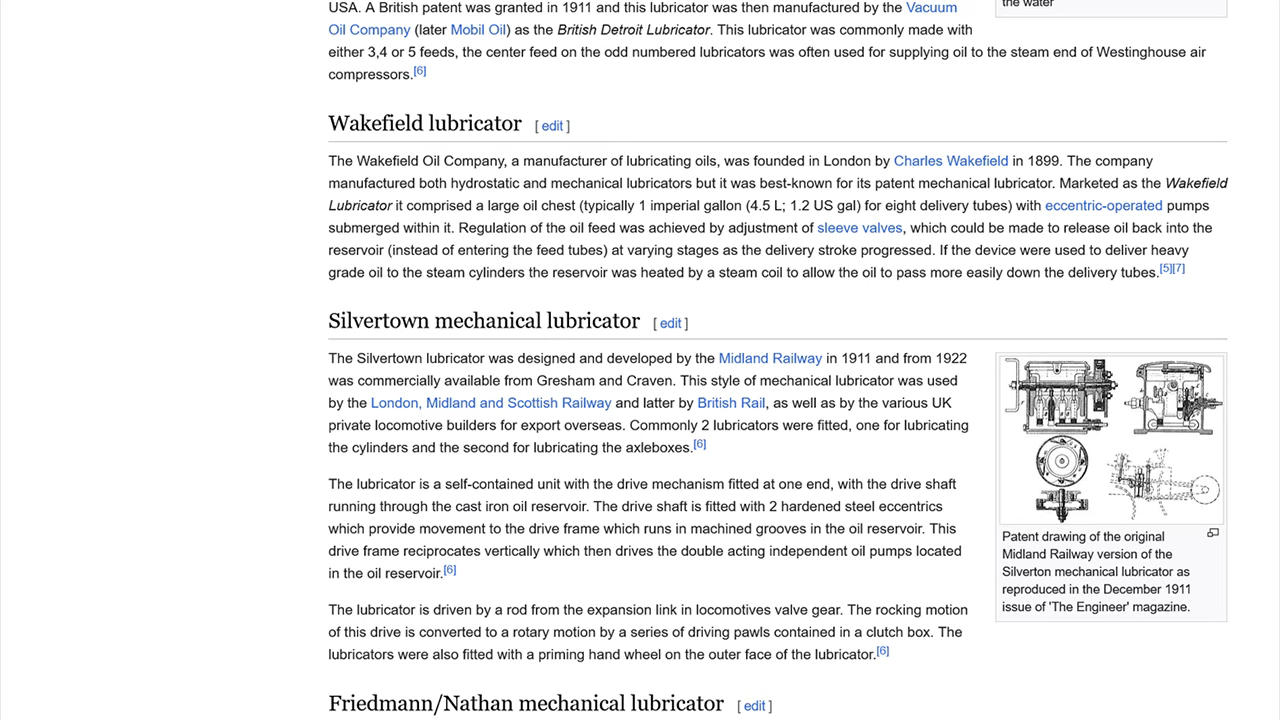 the water
USA. A British patent was granted in 1911 and this lubricator was then manufactured by the Vacuum
Oil Company (later Mobil Oil) as the British Detroit Lubricator. This lubricator was commonly made with
either 3,4 or 5 feeds, the center feed on the odd numbered lubricators was often used for supplying oil to the steam end of Westinghouse air
compressors.[6]
Wakefield lubricator [ edit ]
The Wakefield Oil Company, a manufacturer of lubricating oils, was founded in London by Charles Wakefield in 1899. The company
manufactured both hydrostatic and mechanical lubricators but it was best-known for its patent mechanical lubricator. Marketed as the Wakefield
Lubricator it comprised a large oil chest (typically 1 imperial gallon (4.5 L; 1.2 US gal) for eight delivery tubes) with eccentric-operated pumps
submerged within it. Regulation of the oil feed was achieved by adjustment of sleeve valves, which could be made to release oil back into the
reservoir (instead of entering the feed tubes) at varying stages as the delivery stroke progressed. If the device were used to deliver heavy
grade oil to the steam cylinders the reservoir was heated by a steam coil to allow the oil to pass more easily down the delivery tubes.[5][7]
Silvertown mechanical lubricator [ edit ]
The Silvertown lubricator was designed and developed by the Midland Railway in 1911 and from 1922
was commercially available from Gresham and Craven. This style of mechanical lubricator was used
by the London, Midland and Scottish Railway and latter by British Rail, as well as by the various UK
private locomotive builders for export overseas. Commonly 2 lubricators were fitted, one for lubricating
the cylinders and the second for lubricating the axleboxes.[6]
The lubricator is a self-contained unit with the drive mechanism fitted at one end, with the drive shaft
running through the cast iron oil reservoir. The drive shaft is fitted with 2 hardened steel eccentrics
which provide movement to the drive frame which runs in machined grooves in the oil reservoir. This
drive frame reciprocates vertically which then drives the double acting independent oil pumps located
in the oil reservoir.[6]
The lubricator is driven by a rod from the expansion link in locomotives valve gear. The rocking motion
of this drive is converted to a rotary motion by a series of driving pawls contained in a clutch box. The
lubricators were also fitted with a priming hand wheel on the outer face of the lubricator.[6]
Patent drawing of the original
Midland Railway version of the
Silverton mechanical lubricator as
reproduced in the December 1911
issue of 'The Engineer' magazine.
Friedmann/Nathan mechanical lubricator [ edit ]